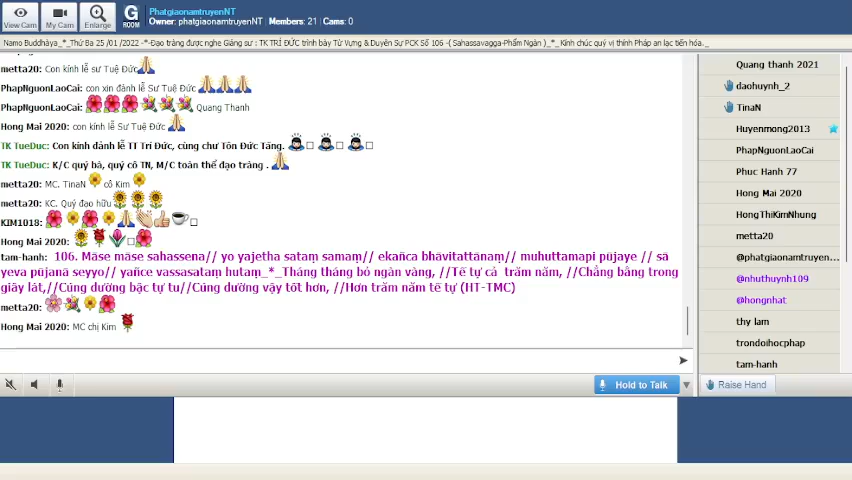 PhatgiaonamtruyenNT
Owner: phatgiaonamtruyenNT | Members: 21 | Cams: 0
View Cam
My Cam
Enlarge
G
ROOM
Namo Buddhàya_*_Thứ Ba 25 /01 /2022 -*-Đạo tràng được nghe Giảng sư : TK TRÍ ĐỨC trình bày Từ Vựng & Duyên Sự PCK Số 106 -( Sahassavagga-Phẩm Ngàn )_*_Kính chúc quý vị thính Pháp an lạc tiến hóa._
metta20: Con kính lễ sư Tuệ Đức
PhapNguonLaoCai: con xin đảnh lễ Sư Tuệ Đức
PhapNguonLaoCai: Quang Thanh
Hong Mai 2020: con kính lễ Sư Tuệ Đức
TK TueDuc: Con kính đảnh lễ TT Trí Đức, cùng chư Tôn Đức Tăng.
TK TueDuc: K/C quý bà, quý cô TN, M/C toàn thể đạo tràng .
metta20: MC. TinaN cô Kim
metta20: KC. Quý đạo hữu
KIM1018:
Hong Mai 2020:
tam-hanh: 106. Māse māse sahassena// yo yajetha sataṃ samaṃ// ekañca bhāvitattānaṃ// muhuttamapi pūjaye // sā
yeva pūjanā seyyo// yañce vassasataṃ hutaṃ_*_Tháng tháng bỏ ngàn vàng, //Tế tự cả trăm năm, //Chẳng bằng trong
giây lát,//Cúng dường bậc tự tu//Cúng dường vậy tốt hơn, //Hơn trăm năm tế tự (HT-TMC)
metta20:
Hong Mai 2020: MC chị Kim
Hold to Talk
Quang thanh 2021
daohuynh_2
TinaN
Huyenmong2013
PhapNguonLaoCai
Phuc Hanh 77
Hong Mai 2020
HongThiKimNhung
metta20
@phatgiaonamtruyen...
@nhuthuynh109
@hongnhat
thy lam
trondoihocphap
tam-hanh
Raise Hand